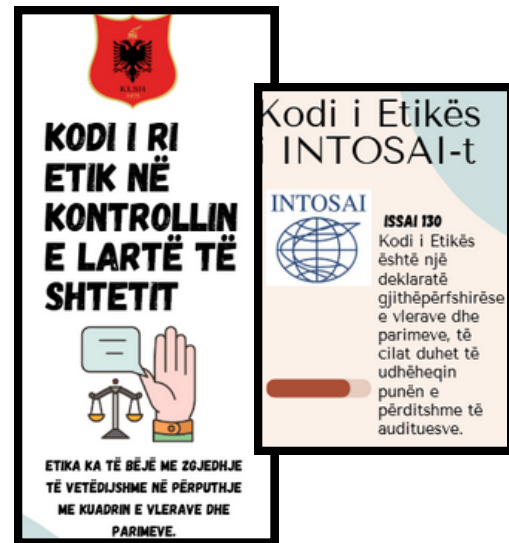 KLSH
1925
KODI I RI
ETIK NË
KONTROLLIN
E LARTË TË
SHTETIT
ETIKA KA TË BËJË ME ZGJEDHJE
TË VETËDIJSHME NË PËRPUTHJE
ME KUADRIN E VLERAVE DHE
PARIMEVE.
Kodi i Etikës
i INTOSAI-t
INTOSAI
ISSAI 130
Kodi i Etikës
është një
deklaratë
gjithëpërfshirëse
e vlerave dhe
parimeve, të
cilat duhet të
udhëheqin
punën e
përditshme të
audituesve.